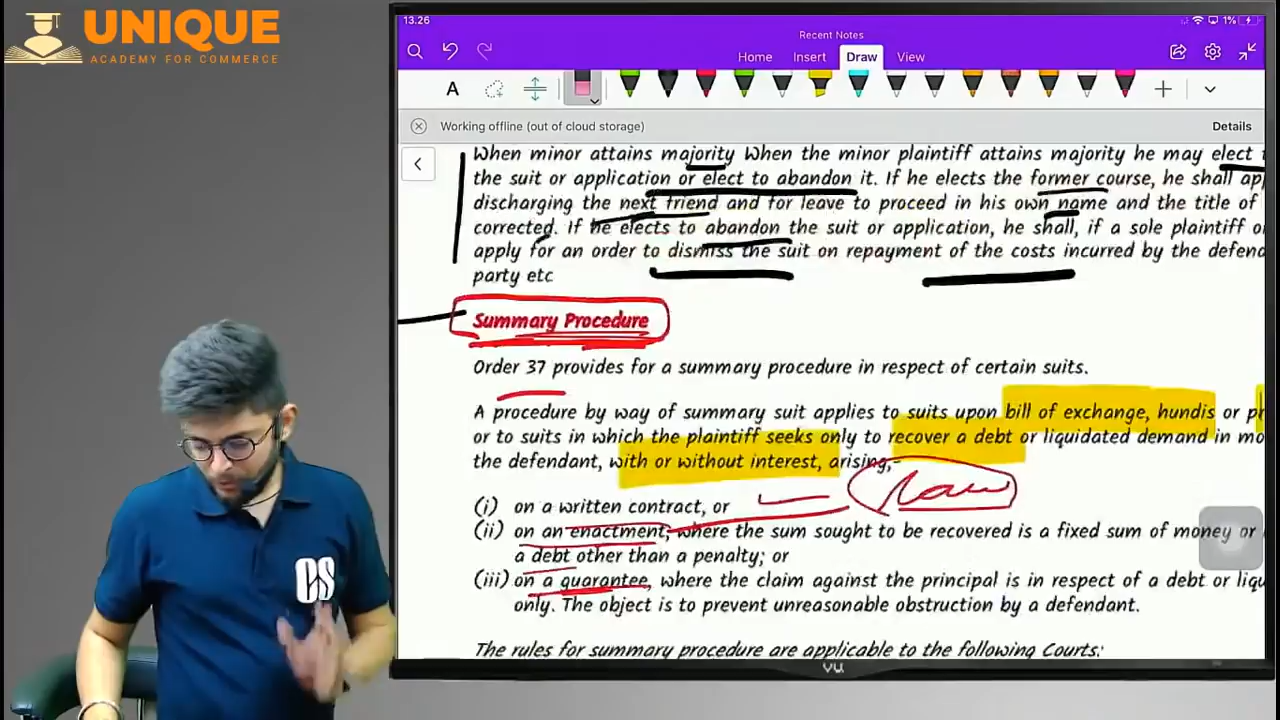 UNIQUE
ACADEMY FOR COMMERCE
13.26
1%
Recent Notes
Home Insert Draw View
A
Working offline (out of cloud storage)
Details
When minor attains majority When the minor plaintiff attains majority he may elect
the suit or application or elect to abandon it. If he elects the former course, he shall
discharging the next friend and for leave to proceed in his own name and the title of
corrected. If he elects to abandon the suit or application, he shall, if a sole plaintiff
apply for an order to dismiss the suit on repayment of the costs incurred by the
party etc
Summary Procedure
Order 37 provides for a summary procedure in respect of certain suits.
A procedure by way of summary suit applies to suits upon bill of exchange, hundis or
or to suits in which the plaintiff seeks only to recover a debt or liquidated demand in
the defendant, with or without interest, arising,-
Law
(i) on a written contract, or
(ii) on an enactment, where the sum sought to be recovered is a fixed sum of money or
a debt other than a penalty; or
(iii) on a guarantee, where the claim against the principal is in respect of a debt or
only. The object is to prevent unreasonable obstruction by a defendant.
The rules for summary procedure are applicable to the following Courts:
CS
VU